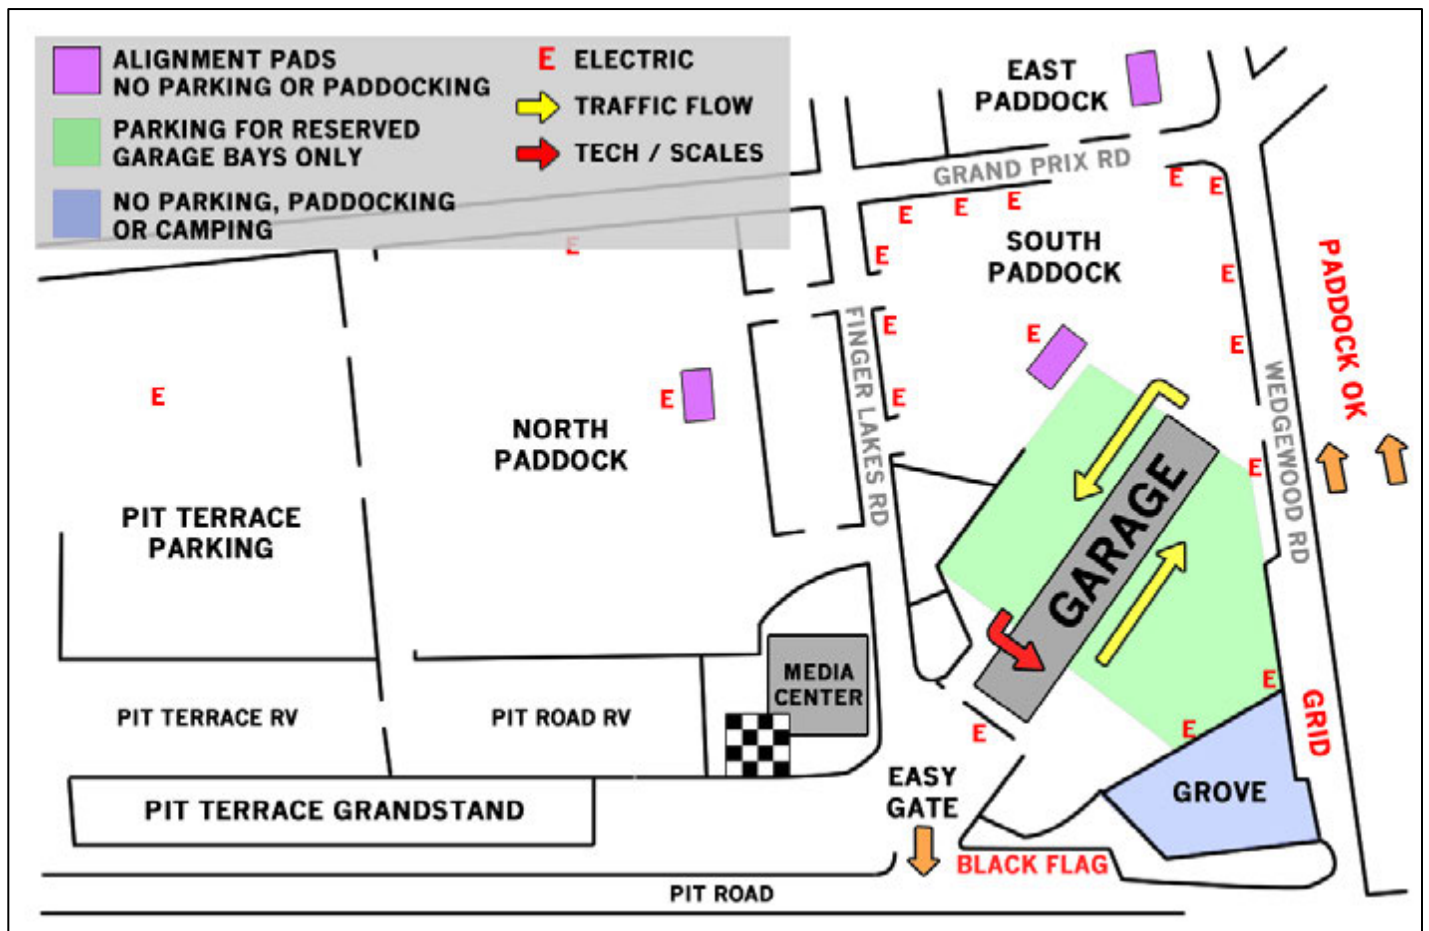 ALIGNMENT PADS
NO PARKING OR PADDOCKING
PARKING FOR RESERVED
GARAGE BAYS ONLY
NO PARKING, PADDOCKING
OR CAMPING
E ELECTRIC
TRAFFIC FLOW
TECH / SCALES
EAST
PADDOCK
GRAND PRIX RD
E
E
E
E
E
E
E
SOUTH
PADDOCK
E
E
E
E
E
E
E
E
FINGER LAKES RD
WEDGEWOOD RD
PADDOCK OK
E
NORTH
PADDOCK
E
PIT TERRACE
PARKING
GARAGE
MEDIA
CENTER
PIT TERRACE RV
PIT ROAD RV
E
E
E
GRID
EASY
GATE
GROVE
PIT TERRACE GRANDSTAND
BLACK FLAG
PIT ROAD